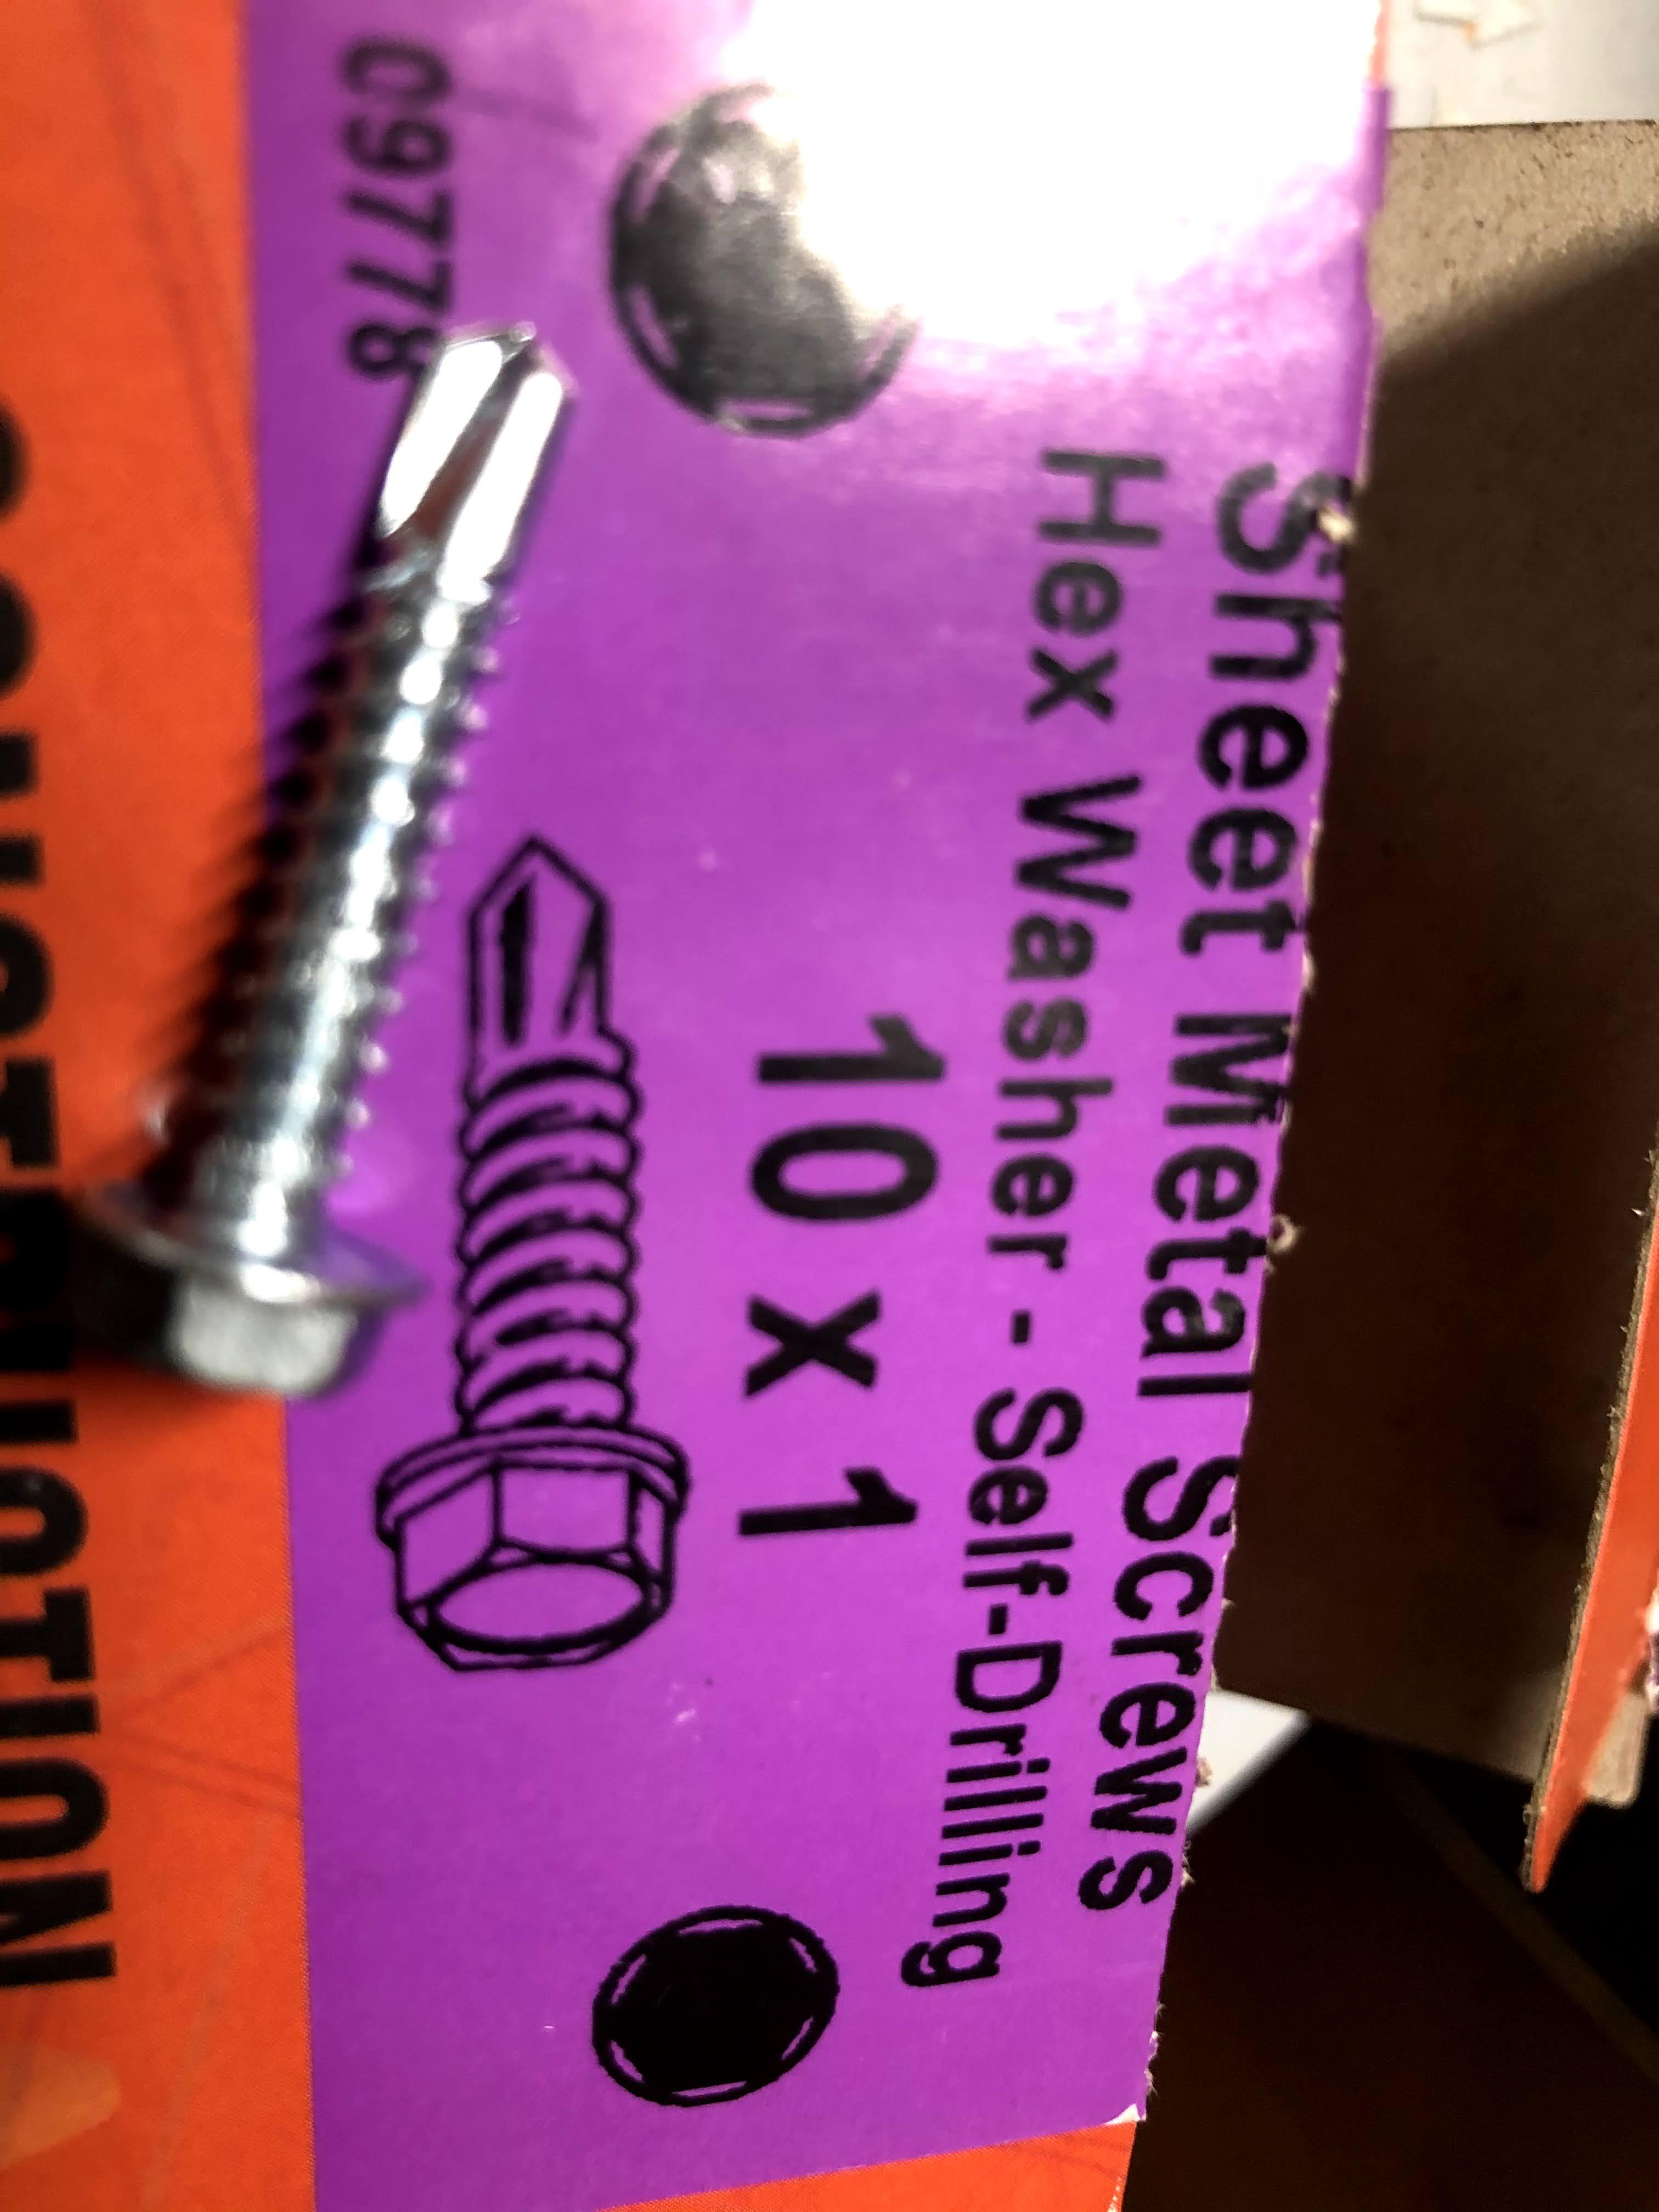 Sheet Metal Screws
Hex Washer - Self-Drilling
10 x 1
09778